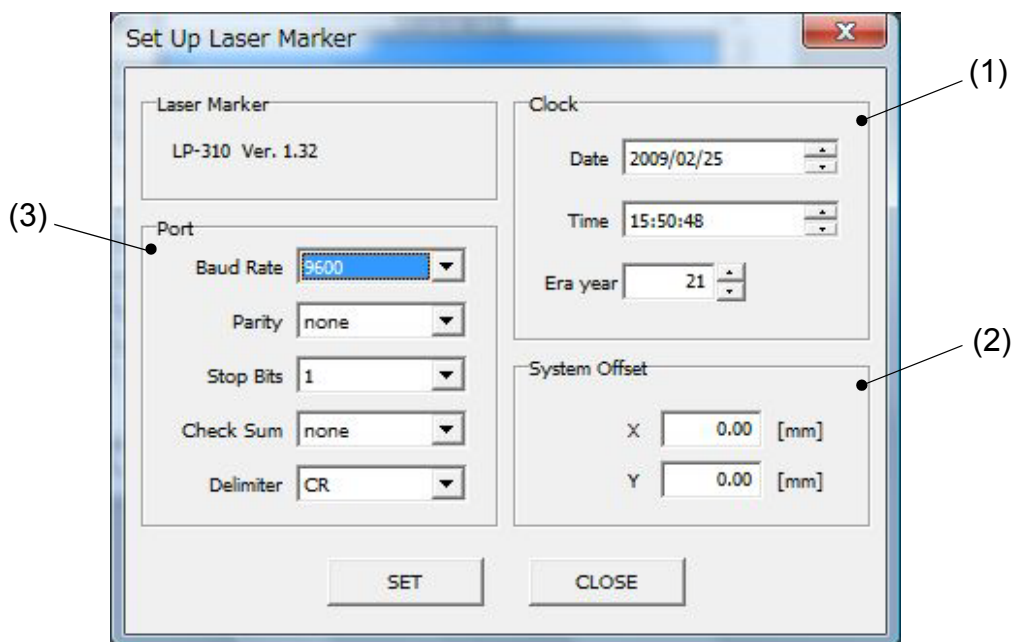 Set Up Laser Marker
X
(1)
Laser Marker
LP-310 Ver. 1.32
Clock
Date 2009/02/25
Time 15:50:48
Era year 21
(3)
Port
Baud Rate 9600
Parity none
Stop Bits 1
Check Sum none
Delimiter CR
(2)
System Offset
X 0.00 [mm]
Y 0.00 [mm]
SET CLOSE